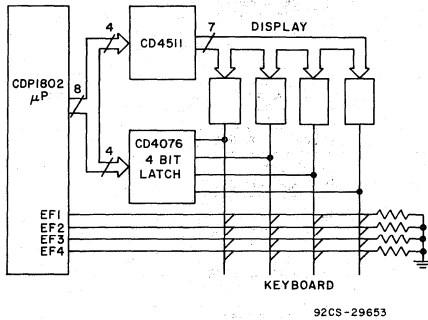 4
7
DISPLAY
CDP1802
μP
CD4511
8
4
CD4076
4 BIT
LATCH
EF1
EF2
EF3
EF4
KEYBOARD
92CS-29653